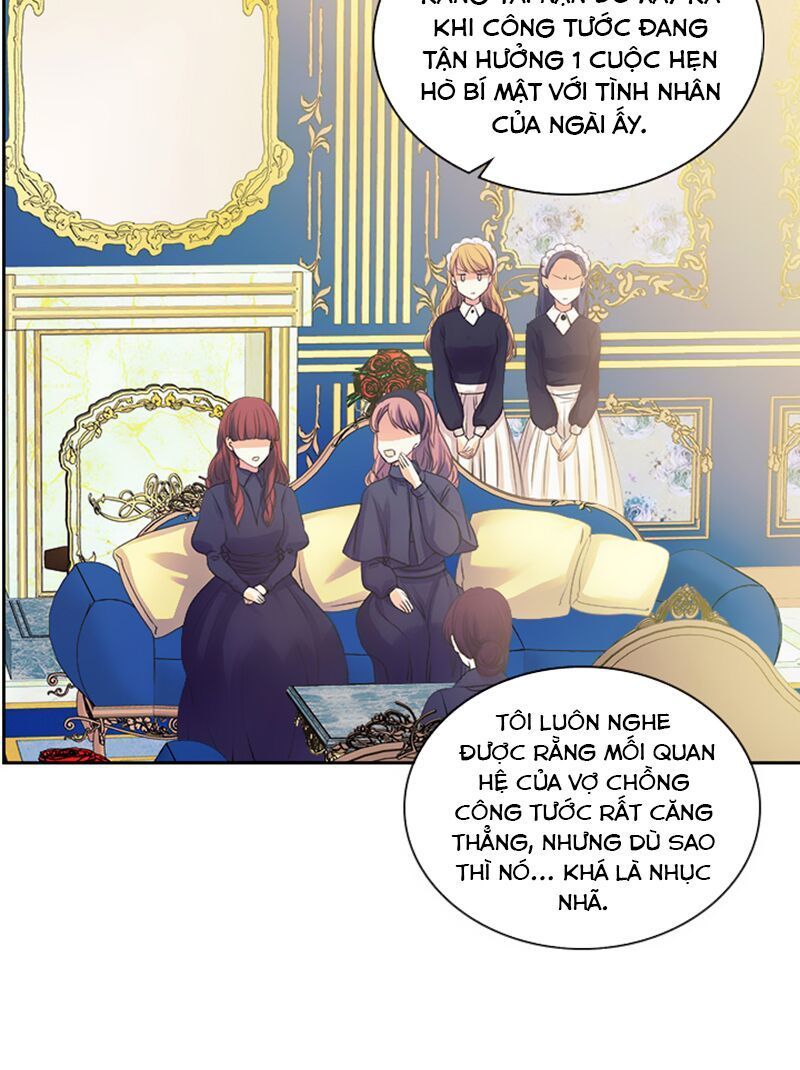 KHI CÔNG TƯỚC ĐANG
TẬN HƯỞNG 1 CUỘC HẸN
HÒ BÍ MẬT VỚI TÌNH NHÂN
CỦA NGÀI ẤY.
TÔI LUÔN NGHE
ĐƯỢC RẰNG MỐI QUAN
HỆ CỦA VỢ CHỒNG
CÔNG TƯỚC RẤT CĂNG
THẲNG, NHƯNG DÙ SAO
THÌ NÓ... KHÁ LÀ NHỤC
NHÃ.